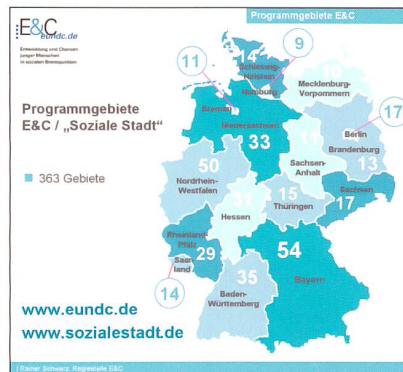 Programmgebiete E&C
E&C
eundc.de
Entwicklung und Chancen
junger Menschen
in sozialen Brennpunkten
Programmgebiete
E&C / „Soziale Stadt“
363 Gebiete
14
Schleswig-
Holstein
9
Hamburg
Mecklenburg-
Vorpommern
11
Bremen
Niedersachsen
33
17
Berlin
Brandenburg
13
11
Sachsen-
Anhalt
50
Nordrhein-
Westfalen
31
Hessen
15
Thüringen
Sachsen
17
Rheinland-
Pfalz
29
Saar-
land
14
54
Bayern
35
Baden-
Württemberg
www.eundc.de
www.sozialestadt.de
| Rainer Schwarz, Regiestelle E&C